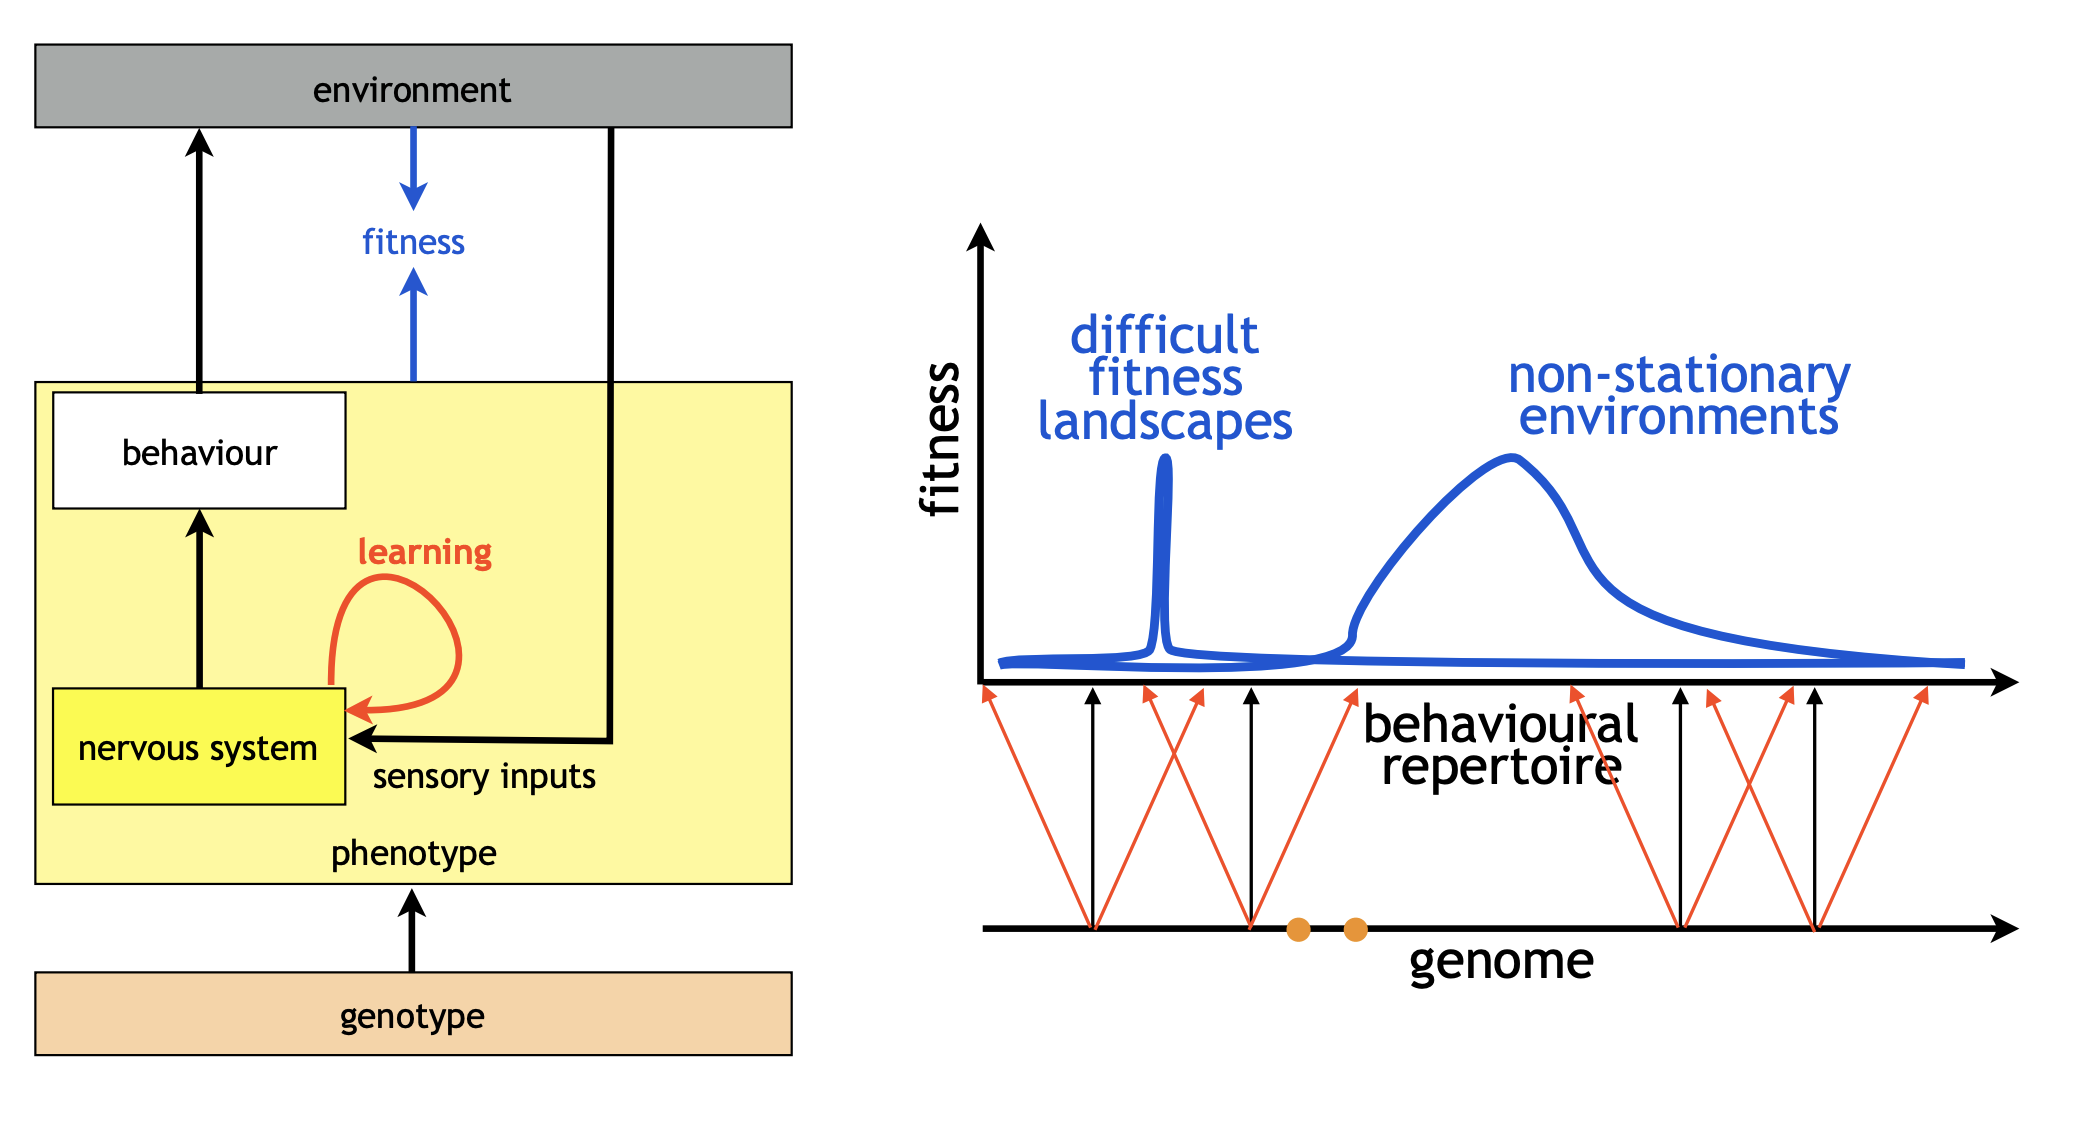 environment
fitness
behaviour
learning
nervous system
sensory inputs
phenotype
genotype
fitness
difficult
fitness
landscapes
non-stationary
environments
behavioural
repertoire
genome